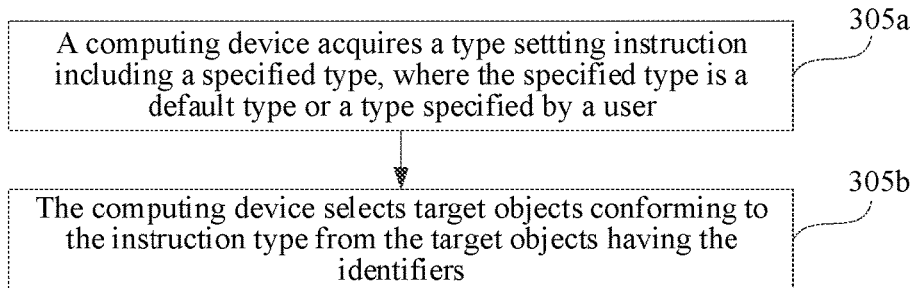 305a
A computing device acquires a type settting instruction
including a specified type, where the specified type is a
default type or a type specified by a user
305b
The computing device selects target objects conforming to
the instruction type from the target objects having the
identifiers